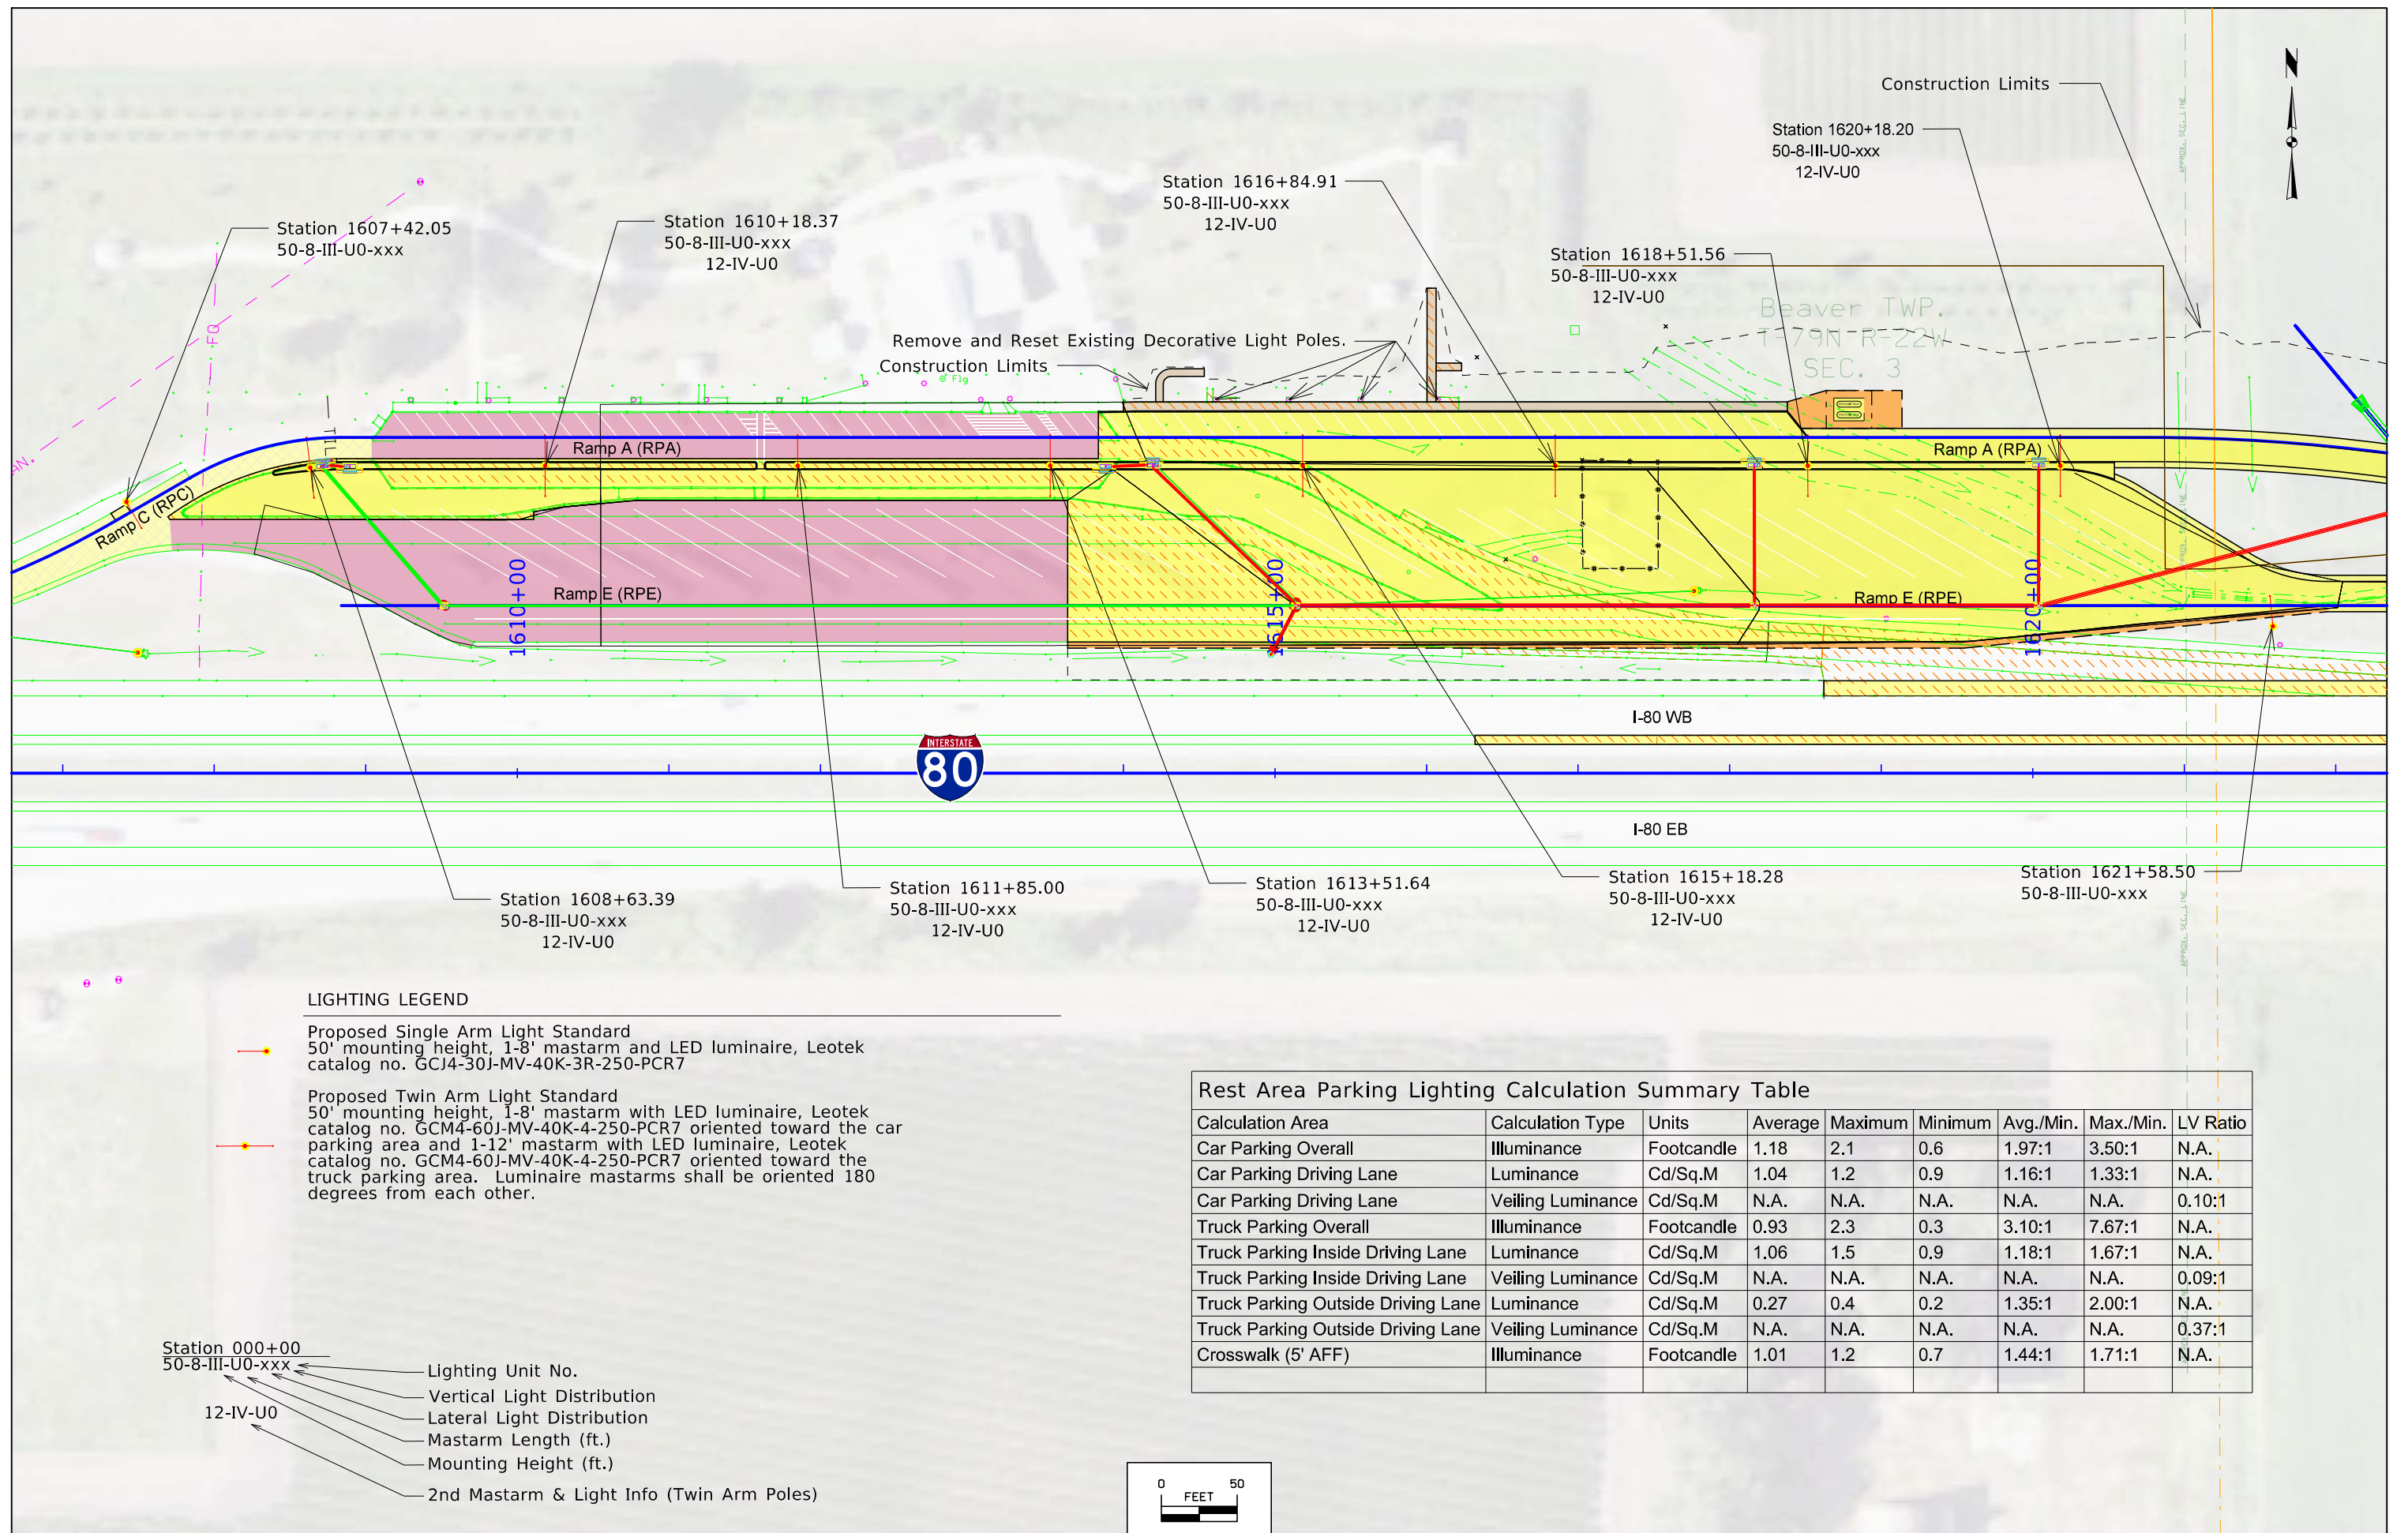 N
Construction Limits
Station 1620+18.20
50-8-III-U0-xxx
12-IV-U0
Station 1616+84.91
50-8-III-U0-xxx
12-IV-U0
Station 1607+42.05
50-8-III-U0-xxx
Station 1610+18.37
50-8-III-U0-xxx
12-IV-U0
Station 1618+51.56
50-8-III-U0-xxx
12-IV-U0
APPROX. SEC. LINE
Beaver TWP.
T-79N R-22W
SEC. 3
FO
Remove and Reset Existing Decorative Light Poles.
Construction Limits
Flg
Ramp A (RPA)
Ramp A (RPA)
Ramp C (RPC)
Ramp E (RPE)
Ramp E (RPE)
1610+00
1615+00
1620+00
APPROX. SEC. LINE
I-80 WB
INTERSTATE
80
I-80 EB
Station 1608+63.39
50-8-III-U0-xxx
12-IV-U0
Station 1611+85.00
50-8-III-U0-xxx
12-IV-U0
Station 1613+51.64
50-8-III-U0-xxx
12-IV-U0
Station 1615+18.28
50-8-III-U0-xxx
12-IV-U0
Station 1621+58.50
50-8-III-U0-xxx
APPROX. SEC. LINE
LIGHTING LEGEND
Proposed Single Arm Light Standard
50' mounting height, 1-8' mastarm and LED luminaire, Leotek
catalog no. GCJ4-30J-MV-40K-3R-250-PCR7
Proposed Twin Arm Light Standard
50' mounting height, 1-8' mastarm with LED luminaire, Leotek
catalog no. GCM4-60J-MV-40K-4-250-PCR7 oriented toward the car
parking area and 1-12' mastarm with LED luminaire, Leotek
catalog no. GCM4-60J-MV-40K-4-250-PCR7 oriented toward the
truck parking area. Luminaire mastarms shall be oriented 180
degrees from each other.
Rest Area Parking Lighting Calculation Summary Table
Calculation Area Calculation Type Units Average Maximum Minimum Avg./Min. Max./Min. LV Ratio
Car Parking Overall Illuminance Footcandle 1.18 2.1 0.6 1.97:1 3.50:1 N.A.
Car Parking Driving Lane Luminance Cd/Sq.M 1.04 1.2 0.9 1.16:1 1.33:1 N.A.
Car Parking Driving Lane Veiling Luminance Cd/Sq.M N.A. N.A. N.A. N.A. N.A. 0.10:1
Truck Parking Overall Illuminance Footcandle 0.93 2.3 0.3 3.10:1 7.67:1 N.A.
Truck Parking Inside Driving Lane Luminance Cd/Sq.M 1.06 1.5 0.9 1.18:1 1.67:1 N.A.
Truck Parking Inside Driving Lane Veiling Luminance Cd/Sq.M N.A. N.A. N.A. N.A. N.A. 0.09:1
Truck Parking Outside Driving Lane Luminance Cd/Sq.M 0.27 0.4 0.2 1.35:1 2.00:1 N.A.
Truck Parking Outside Driving Lane Veiling Luminance Cd/Sq.M N.A. N.A. N.A. N.A. N.A. 0.37:1
Crosswalk (5' AFF) Illuminance Footcandle 1.01 1.2 0.7 1.44:1 1.71:1 N.A.
Station 000+00
50-8-III-U0-xxx
12-IV-U0
Lighting Unit No.
Vertical Light Distribution
Lateral Light Distribution
Mastarm Length (ft.)
Mounting Height (ft.)
2nd Mastarm & Light Info (Twin Arm Poles)
0 50
FEET